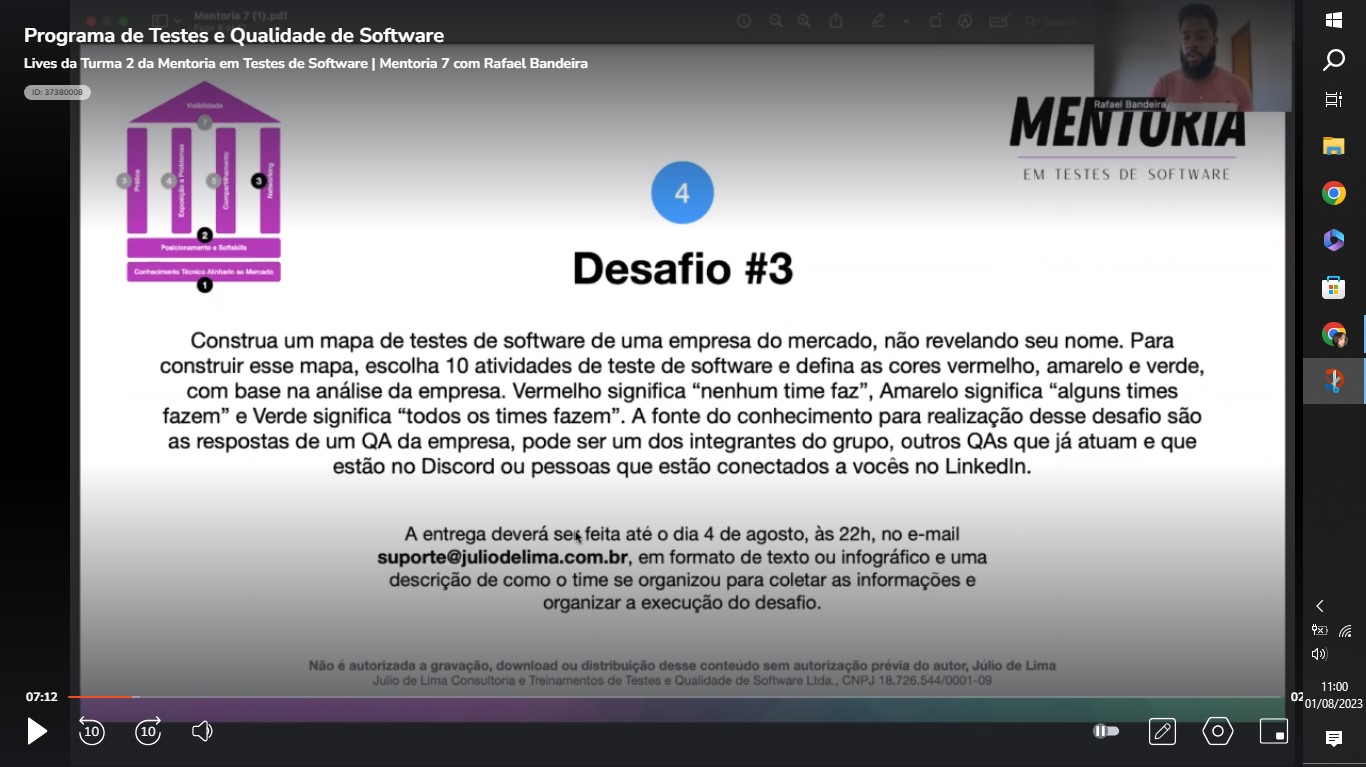 Mentoria 7 (1).pdf
Programa de Testes e Qualidade de Software
Lives da Turma 2 da Mentoria em Testes de Software | Mentoria 7 com Rafael Bandeira
ID: 37380008
Rafael Bandeira
MENTORIA
EM TESTES DE SOFTWARE
Visibilidade
7
3
Prática
4
Exposição a Problemas
5
Compartilhamento
3
Networking
2
Posicionamento e Softskills
Conhecimento Técnico Alinhado ao Mercado
1
4
Desafio #3
Construa um mapa de testes de software de uma empresa do mercado, não revelando seu nome. Para
construir esse mapa, escolha 10 atividades de teste de software e defina as cores vermelho, amarelo e verde,
com base na análise da empresa. Vermelho significa “nenhum time faz”, Amarelo significa “alguns times
fazem” e Verde significa “todos os times fazem”. A fonte do conhecimento para realização desse desafio são
as respostas de um QA da empresa, pode ser um dos integrantes do grupo, outros QAs que já atuam e que
estão no Discord ou pessoas que estão conectados a vocês no LinkedIn.
A entrega deverá ser feita até o dia 4 de agosto, às 22h, no e-mail
suporte@juliodelima.com.br, em formato de texto ou infográfico e uma
descrição de como o time se organizou para coletar as informações e
organizar a execução do desafio.
Não é autorizada a gravação, download ou distribuição desse conteúdo sem autorização prévia do autor, Júlio de Lima
Julio de Lima Consultoria e Treinamentos de Testes e Qualidade de Software Ltda., CNPJ 18.726.544/0001-09
07:12
10
10
11:00
01/08/2023